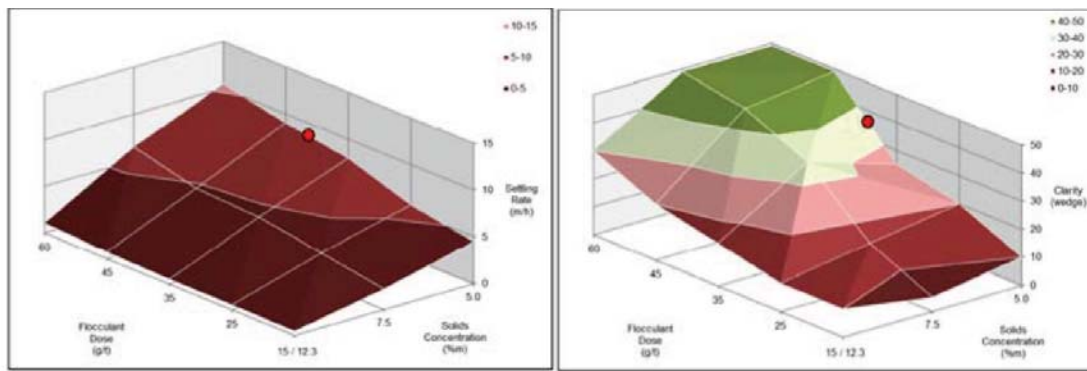 10-15
5-10
0-5
15
10
5
0
Settling
Rate
(m/h)
60
45
35
25
15 / 12.3
7.5
5.0
Flocculant
Dose
(g/t)
Solids
Concentration
(%m)
40-50
30-40
20-30
10-20
0-10
50
40
30
20
10
0
Clarity
(wedge)
60
45
35
25
15 / 12.3
7.5
5.0
Flocculant
Dose
(g/t)
Solids
Concentration
(%m)